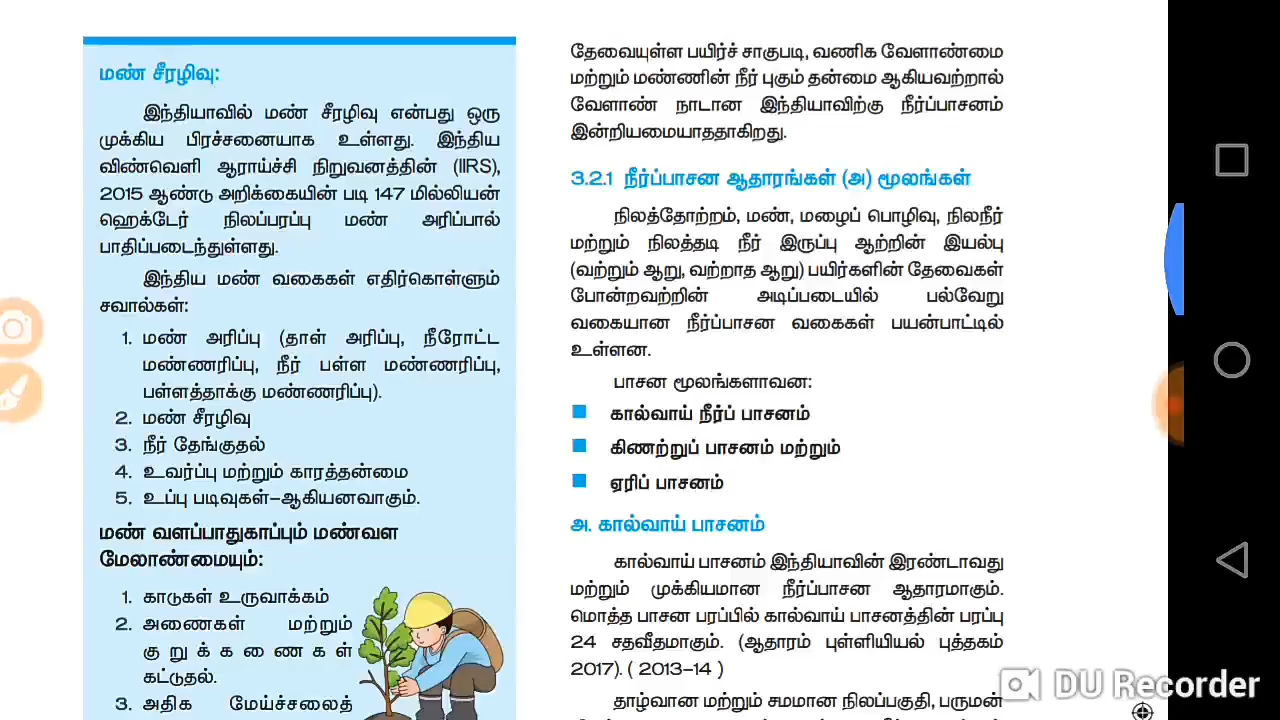 மண் சீரழிவு:
இந்தியாவில் மண் சீரழிவு என்பது ஒரு
முக்கிய பிரச்சனையாக உள்ளது. இந்திய
விண்வெளி ஆராய்ச்சி நிறுவனத்தின் (IIRS),
2015 ஆண்டு அறிக்கையின் படி 147 மில்லியன்
ஹெக்டேர் நிலப்பரப்பு மண் அரிப்பால்
பாதிப்படைந்துள்ளது.
இந்திய மண் வகைகள் எதிர்கொள்ளும்
சவால்கள்:
1. மண் அரிப்பு (தாள் அரிப்பு, நீரோட்ட
மண்ணரிப்பு, நீர் பள்ள மண்ணரிப்பு,
பள்ளத்தாக்கு மண்ணரிப்பு).
2. மண் சீரழிவு
3. நீர் தேங்குதல்
4. உவர்ப்பு மற்றும் காரத்தன்மை
5. உப்பு படிவுகள்–ஆகியனவாகும்.
மண் வளப்பாதுகாப்பும் மண்வள
மேலாண்மையும்:
1. காடுகள் உருவாக்கம்
2. அணைகள் மற்றும்
குறுக்கணைகள்
கட்டுதல்.
3. அதிக மேய்ச்சலைத்
தேவையுள்ள பயிர்ச் சாகுபடி, வணிக வேளாண்மை
மற்றும் மண்ணின் நீர் புகும் தன்மை ஆகியவற்றால்
வேளாண் நாடான இந்தியாவிற்கு நீர்ப்பாசனம்
இன்றியமையாததாகிறது.
3.2.1 நீர்ப்பாசன ஆதாரங்கள் (அ) மூலங்கள்
நிலத்தோற்றம், மண், மழைப் பொழிவு, நிலநீர்
மற்றும் நிலத்தடி நீர் இருப்பு ஆற்றின் இயல்பு
(வற்றும் ஆறு, வற்றாத ஆறு) பயிர்களின் தேவைகள்
போன்றவற்றின் அடிப்படையில் பல்வேறு
வகையான நீர்ப்பாசன வகைகள் பயன்பாட்டில்
உள்ளன.
பாசன மூலங்களாவன:
கால்வாய் நீர்ப் பாசனம்
கிணற்றுப் பாசனம் மற்றும்
ஏரிப் பாசனம்
அ. கால்வாய் பாசனம்
கால்வாய் பாசனம் இந்தியாவின் இரண்டாவது
மற்றும் முக்கியமான நீர்ப்பாசன ஆதாரமாகும்.
மொத்த பாசன பரப்பில் கால்வாய் பாசனத்தின் பரப்பு
24 சதவீதமாகும். (ஆதாரம் புள்ளியியல் புத்தகம்
2017). ( 2013–14 )
தாழ்வான மற்றும் சமமான நிலப்பகுதி, பருமன்
DU Recorder